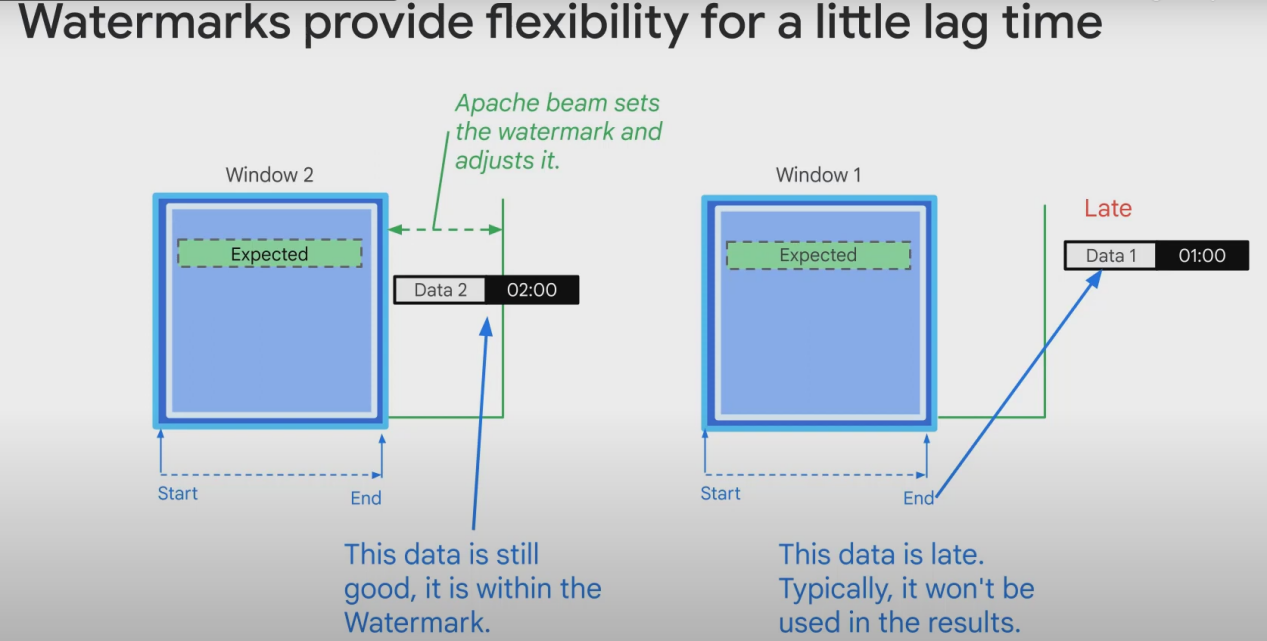 Watermarks provide flexibility for a little lag time
Apache beam sets
the watermark and
adjusts it.
Window 2
Expected
Data 2 02:00
Start
End
This data is still
good, it is within the
Watermark.
Window 1
Late
Expected
Data 1 01:00
Start
End
This data is late.
Typically, it won't be
used in the results.